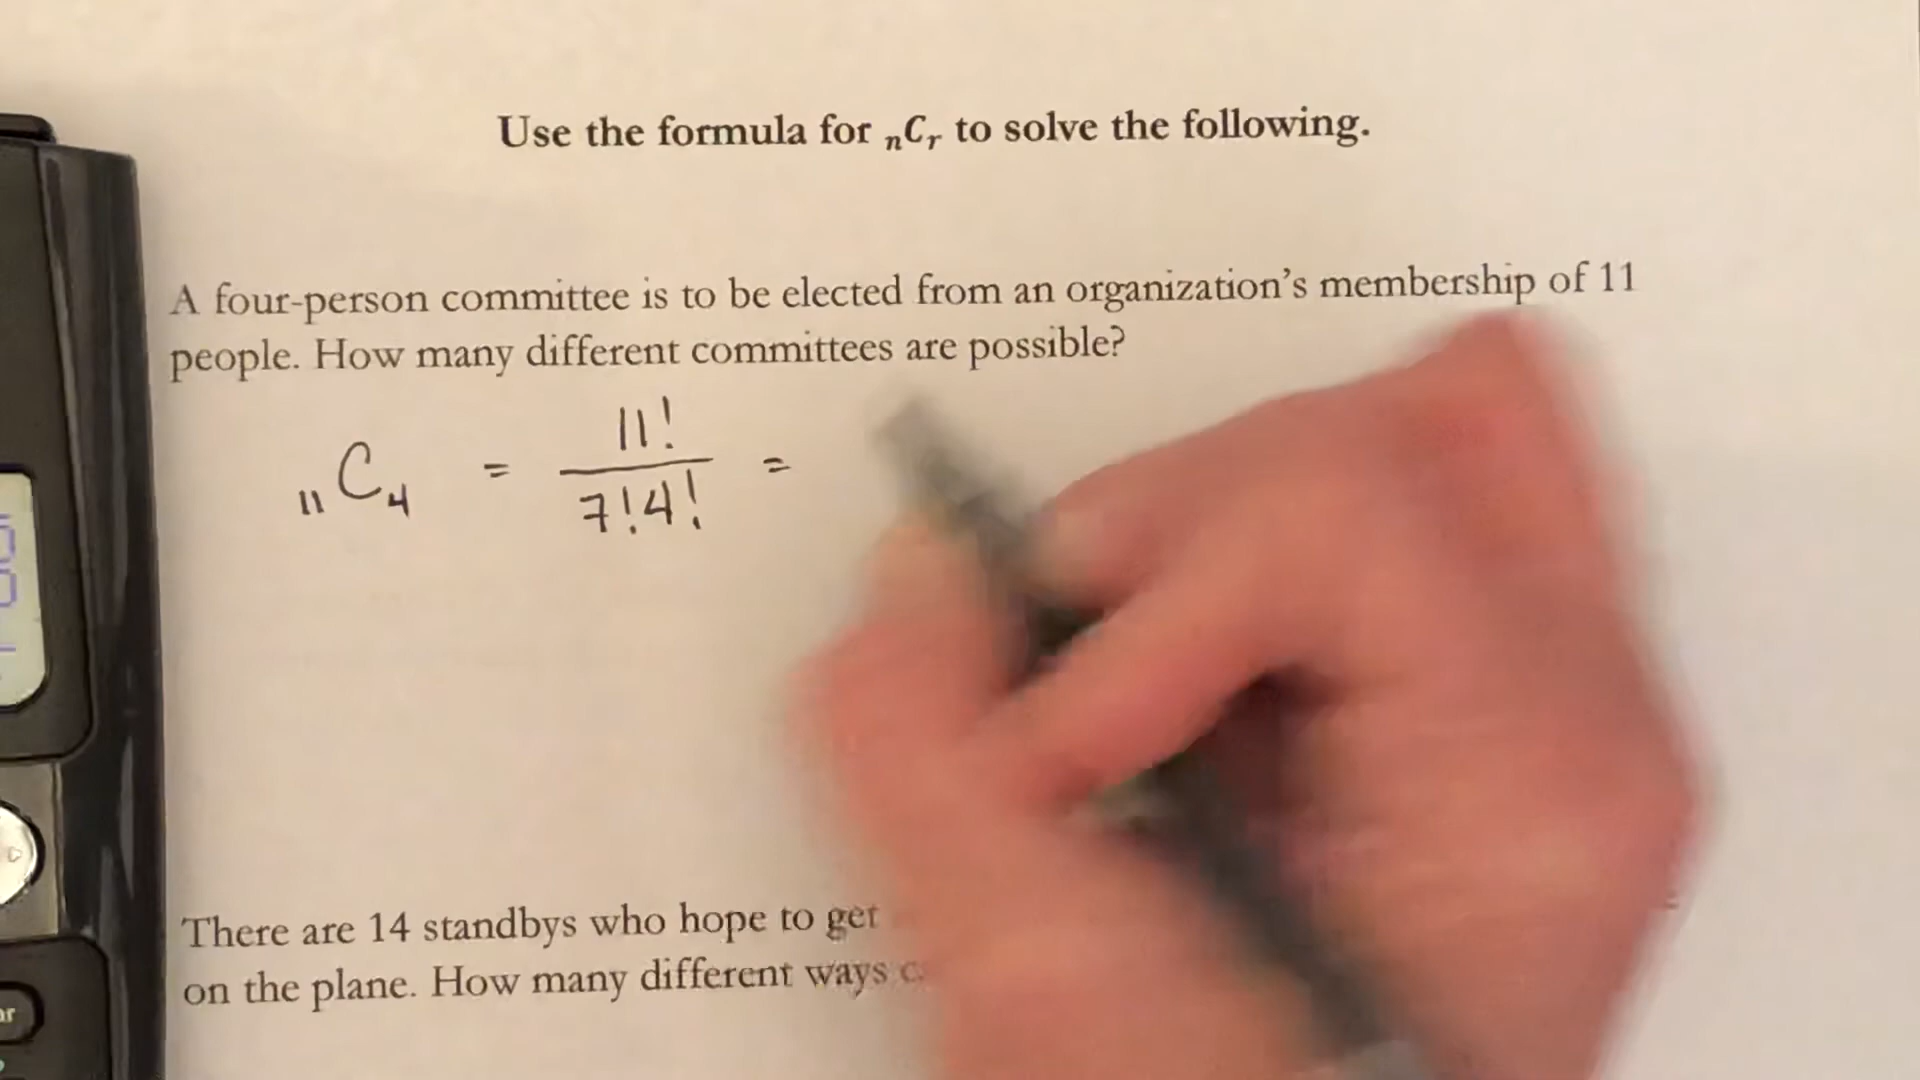 Use the formula for ₙCᵣ to solve the following.
A four-person committee is to be elected from an organization's membership of 11
people. How many different committees are possible?
₁₁C₄ = 11! / 7!4! =
There are 14 standbys who hope to get
on the plane. How many different ways